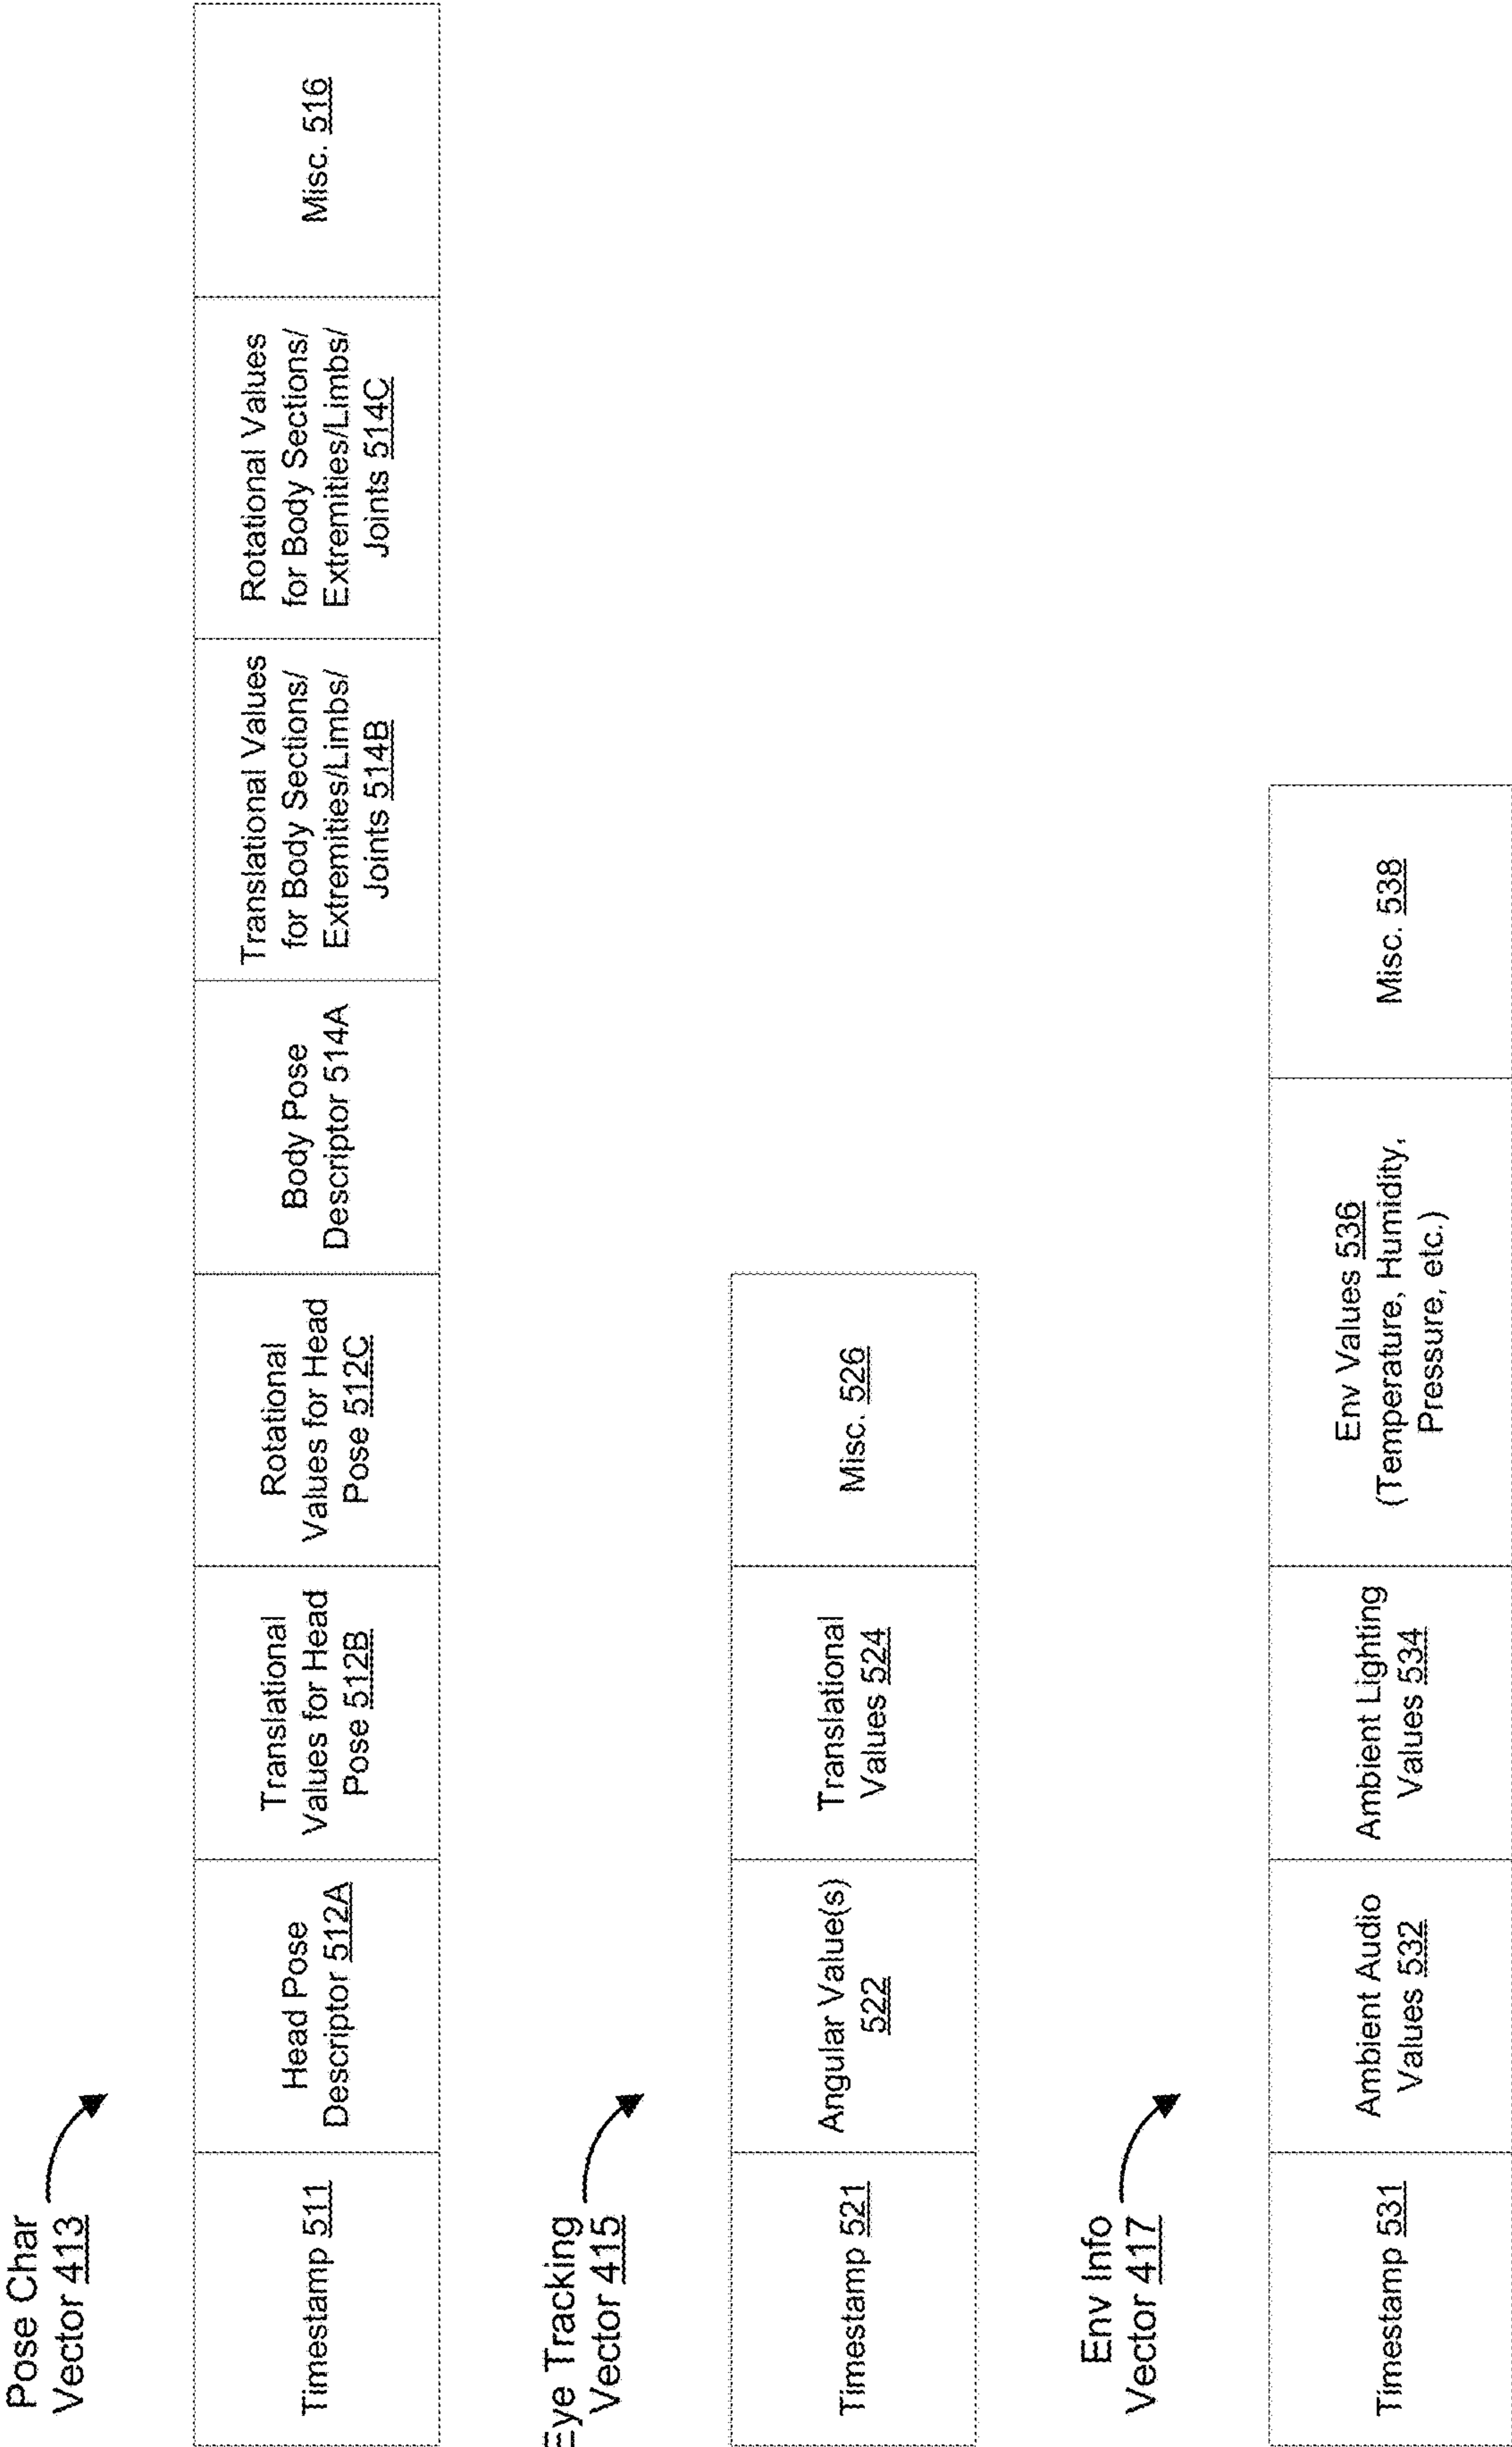 Pose Char
Vector 413
Timestamp 511
Head Pose
Descriptor 512A
Translational
Values for Head
Pose 512B
Rotational
Values for Head
Pose 512C
Body Pose
Descriptor 514A
Translational Values
for Body Sections/
Extremities/Limbs/
Joints 514B
Rotational Values
for Body Sections/
Extremities/Limbs/
Joints 514C
Misc. 516
Eye Tracking
Vector 415
Timestamp 521
Angular Value(s)
522
Translational
Values 524
Misc. 526
Env Info
Vector 417
Timestamp 531
Ambient Audio
Values 532
Ambient Lighting
Values 534
Env Values 536
(Temperature, Humidity,
Pressure, etc.)
Misc. 538